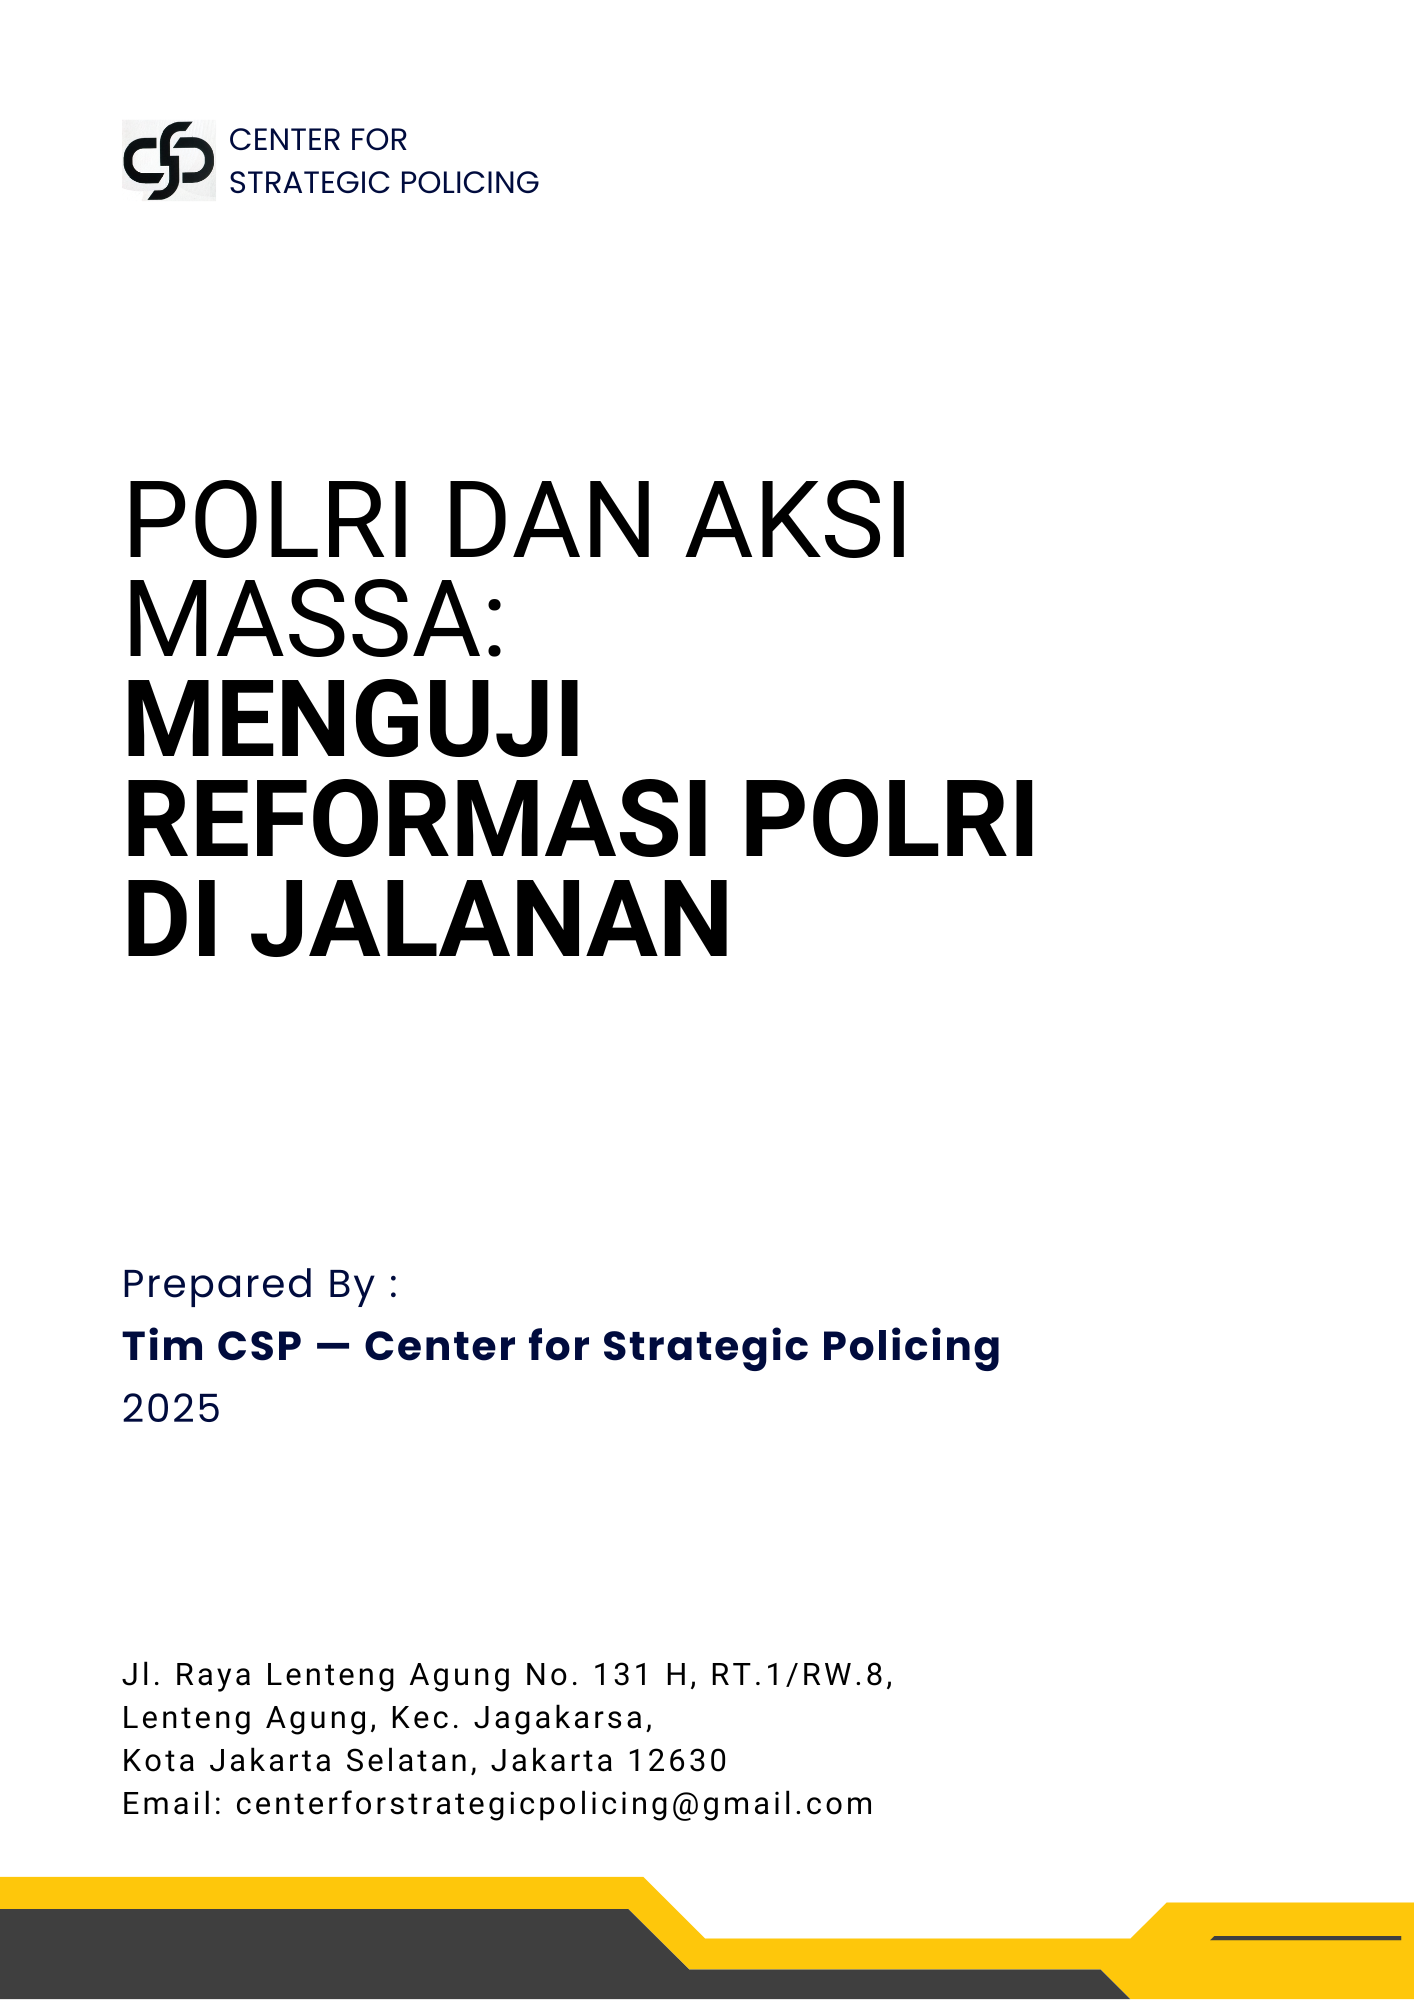 CENTER FOR
STRATEGIC POLICING
POLRI DAN AKSI
MASSA:
MENGUJI
REFORMASI POLRI
DI JALANAN
Prepared By :
Tim CSP — Center for Strategic Policing
2025
Jl. Raya Lenteng Agung No. 131 H, RT.1/RW.8,
Lenteng Agung, Kec. Jagakarsa,
Kota Jakarta Selatan, Jakarta 12630
Email: centerforstrategicpolicing@gmail.com